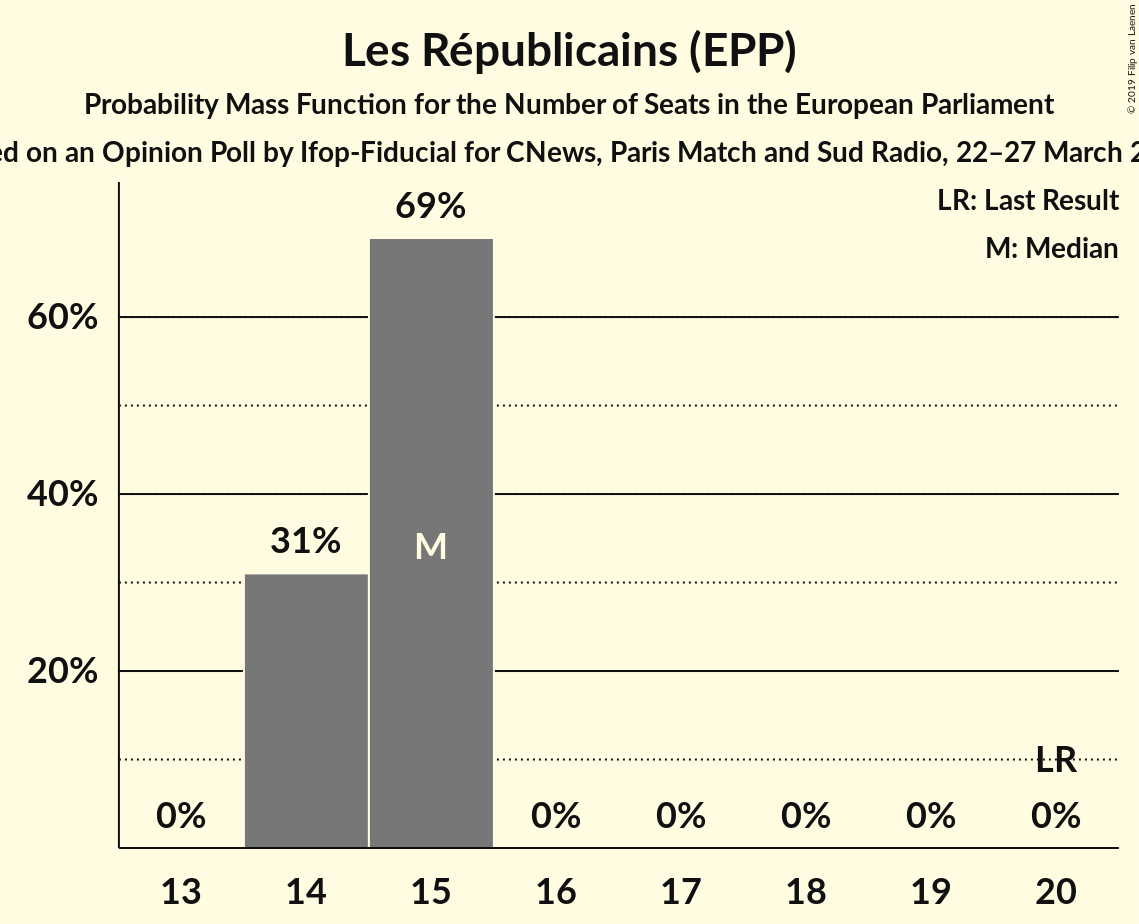 Les Républicains (EPP)
Probability Mass Function for the Number of Seats in the European Parliament
on an Opinion Poll by Ifop-Fiducial for CNews, Paris Match and Sud Radio, 22–27 March
© 2019 Filip van Laenen
LR: Last Result
M: Median
69%
60%
40%
31%
M
20%
LR
0%
0%
0%
0%
0%
0%
13 14 15 16 17 18 19 20